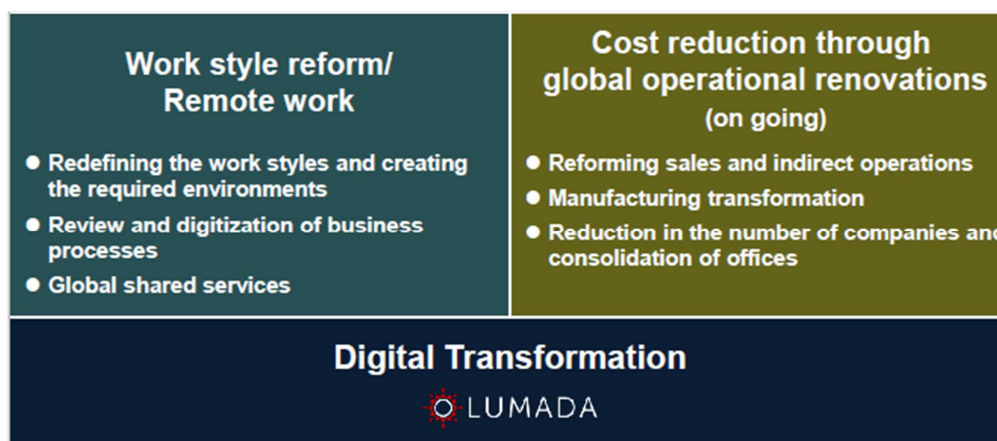 Work style reform/
Remote work
● Redefining the work styles and creating
the required environments
● Review and digitization of business
processes
● Global shared services
Cost reduction through
global operational renovations
(on going)
● Reforming sales and indirect operations
● Manufacturing transformation
● Reduction in the number of companies and
consolidation of offices
Digital Transformation
LUMADA